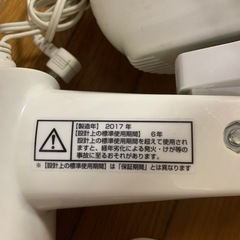 【製造年】2017年
【設計上の標準使用期間】 6年
設計上の標準使用期間を超えて使用され
ますと、経年劣化による発火・けが等の
事故に至るおそれがあります。
※【設計上の標準使用期間】は「保証期間」とは異なります